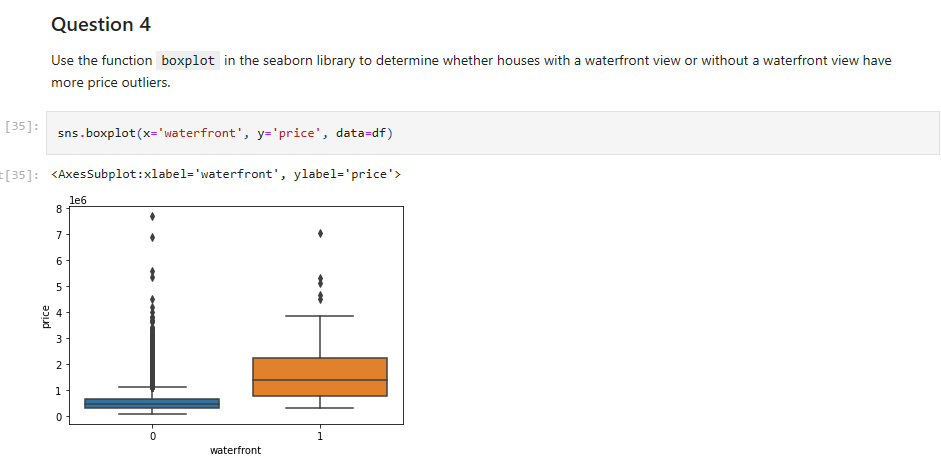 Question 4
Use the function boxplot in the seaborn library to determine whether houses with a waterfront view or without a waterfront view have
more price outliers.
[35]: sns.boxplot(x='waterfront', y='price', data=df)
t[35]: <AxesSubplot:xlabel='waterfront', ylabel='price'>
1e6
8
7
6
5
4
3
2
1
0
price
0 1
waterfront